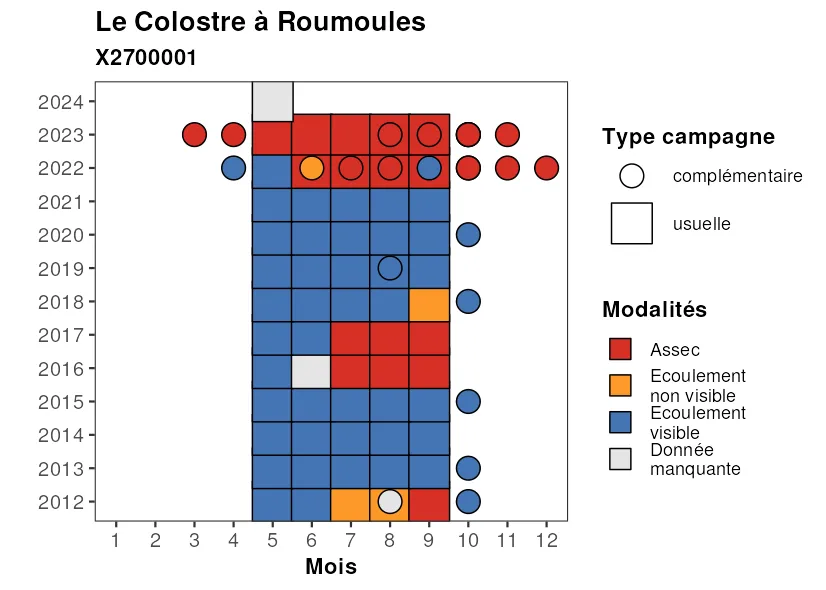 Le Colostre à Roumoules
X2700001
2024
2023
2022
2021
2020
2019
2018
2017
2016
2015
2014
2013
2012
1 2 3 4 5 6 7 8 9 10 11 12
Mois
Type campagne
complémentaire
usuelle
Modalités
Assec
Ecoulement
non visible
Ecoulement
visible
Donnée
manquante